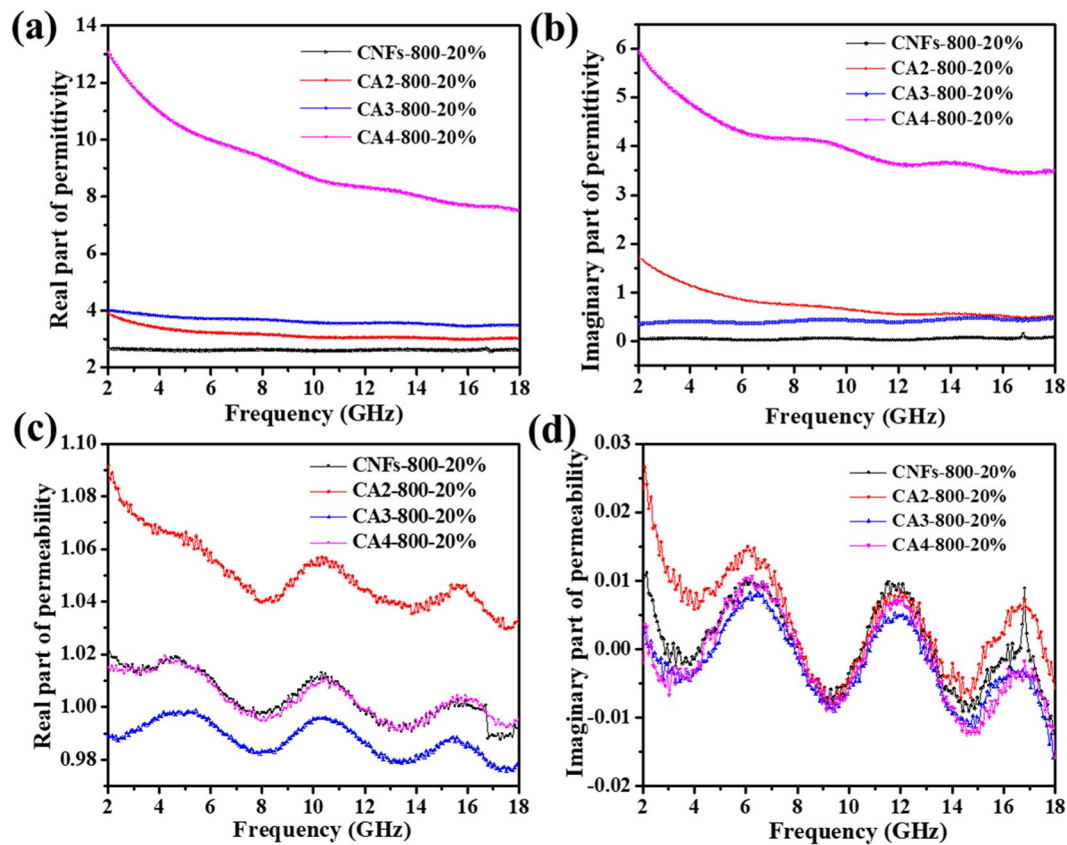 (a)
14
12
10
8
6
4
2
Real part of permittivity
CNFs-800-20%
CA2-800-20%
CA3-800-20%
CA4-800-20%
2 4 6 8 10 12 14 16 18
Frequency (GHz)
(b)
6
5
4
3
2
1
0
Imaginary part of permittivity
CNFs-800-20%
CA2-800-20%
CA3-800-20%
CA4-800-20%
2 4 6 8 10 12 14 16 18
Frequency (GHz)
(c)
1.10
1.08
1.06
1.04
1.02
1.00
0.98
Real part of permeability
CNFs-800-20%
CA2-800-20%
CA3-800-20%
CA4-800-20%
2 4 6 8 10 12 14 16 18
Frequency (GHz)
(d)
0.03
0.02
0.01
0.00
-0.01
-0.02
Imaginary part of permeability
CNFs-800-20%
CA2-800-20%
CA3-800-20%
CA4-800-20%
2 4 6 8 10 12 14 16 18
Frequency (GHz)